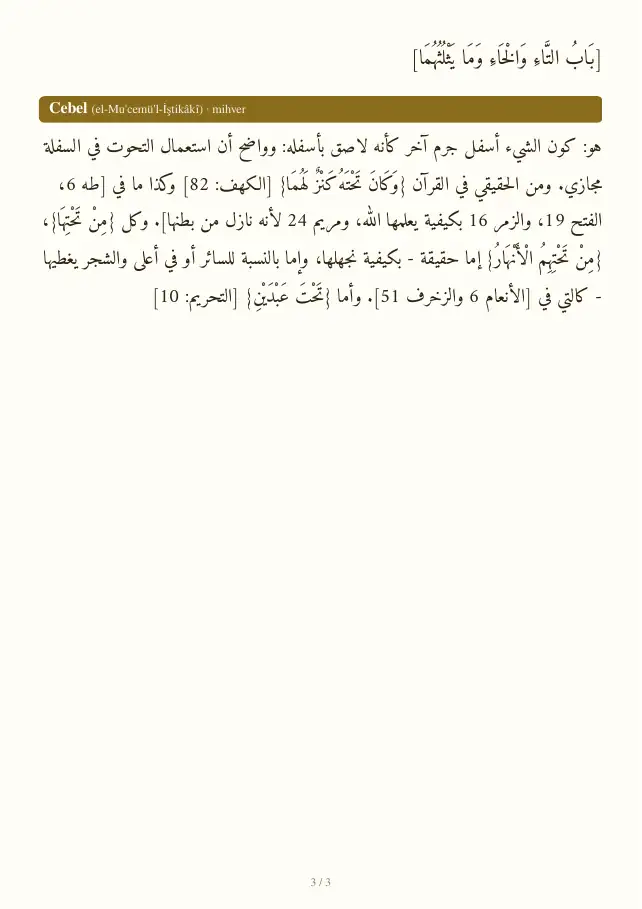 [بَابُ التَّاءِ وَالْخَاءِ وَمَا يَثْلُثُهُمَا]
Cebel (el-Mu'cemü'l-İştikâkî) · mihver
هو: كون الشيء أسفل جرم آخر كأنه لاصق بأسفله: وواضح أن استعمال التحوت في السفلة
مجازي. ومن الحقيقي في القرآن {وَكَانَ تَحْتَهُ كَنْزٌ لَهُمَا} [الكهف: 82] وكذا ما في [طه 6،
الفتح 19، والزمر 16 بكيفية يعلمها الله، ومريم 24 لأنه نازل من بطنها]. وكل {مِنْ تَحْتِهَا}،
{مِنْ تَحْتِهِمُ الْأَنْهَارُ} إما حقيقة - بكيفية نجهلها، وإما بالنسبة للسائر أو في أعلى والشجر يغطيها
- كالتي في [الأنعام 6 والزخرف 51]. وأما {تَحْتَ عَبْدَيْنِ} [التحريم: 10]
3 / 3